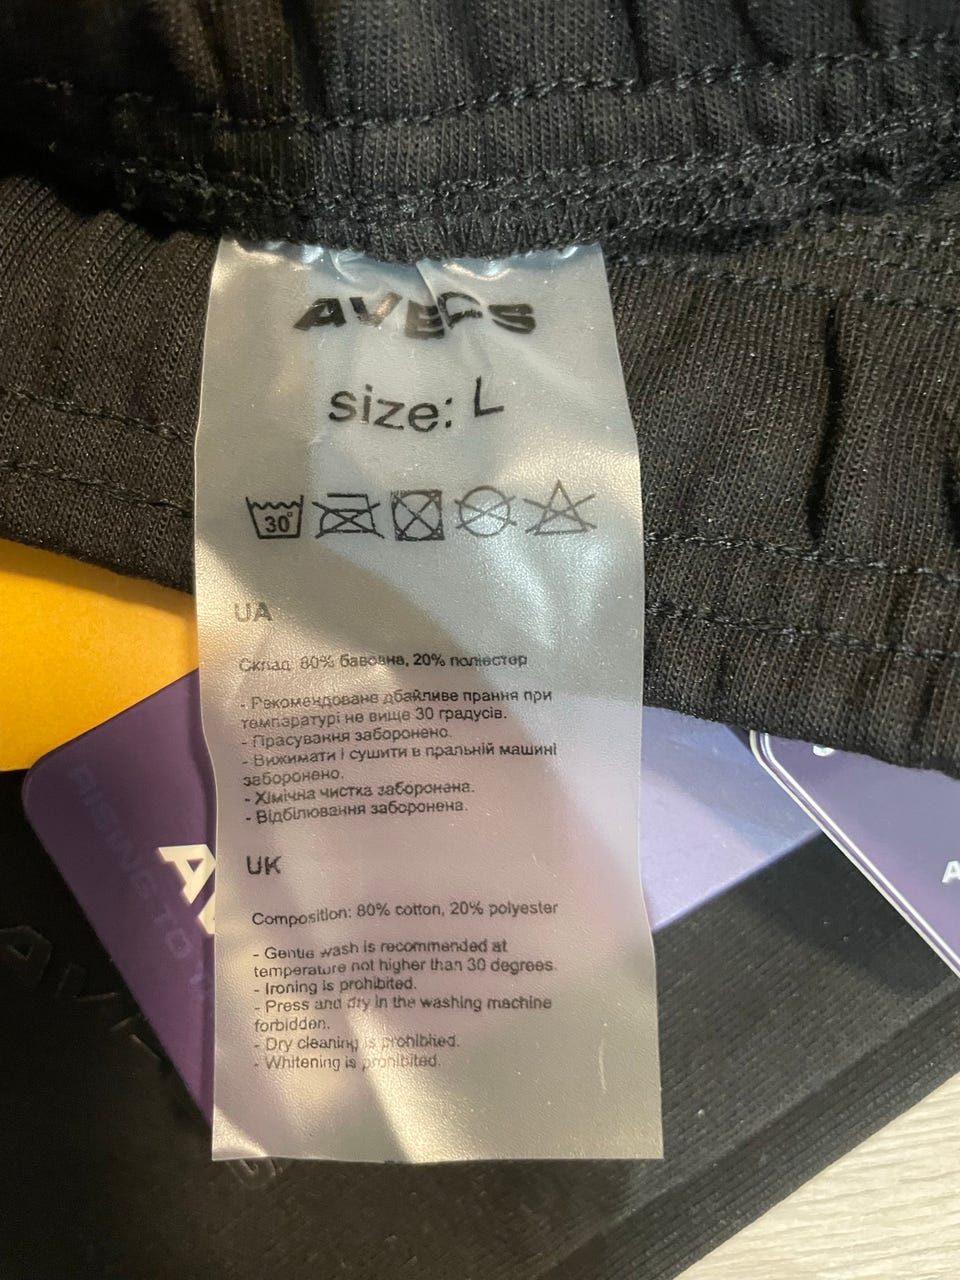 AVECS
size: L
30°
UA
Склад: 80% бавовна, 20% поліестер
- Рекомендоване дбайливе прання при
температурі не вище 30 градусів.
- Прасування заборонено.
- Вижимати і сушити в пральній машині
заборонено.
- Хімічна чистка заборонена.
- Відбілювання заборонена.
UK
Composition: 80% cotton, 20% polyester
- Gentle wash is recommended at
temperature not higher than 30 degrees.
- Ironing is prohibited.
- Press and dry in the washing machine
forbidden.
- Dry cleaning is prohibited.
- Whitening is prohibited.
RISING TO